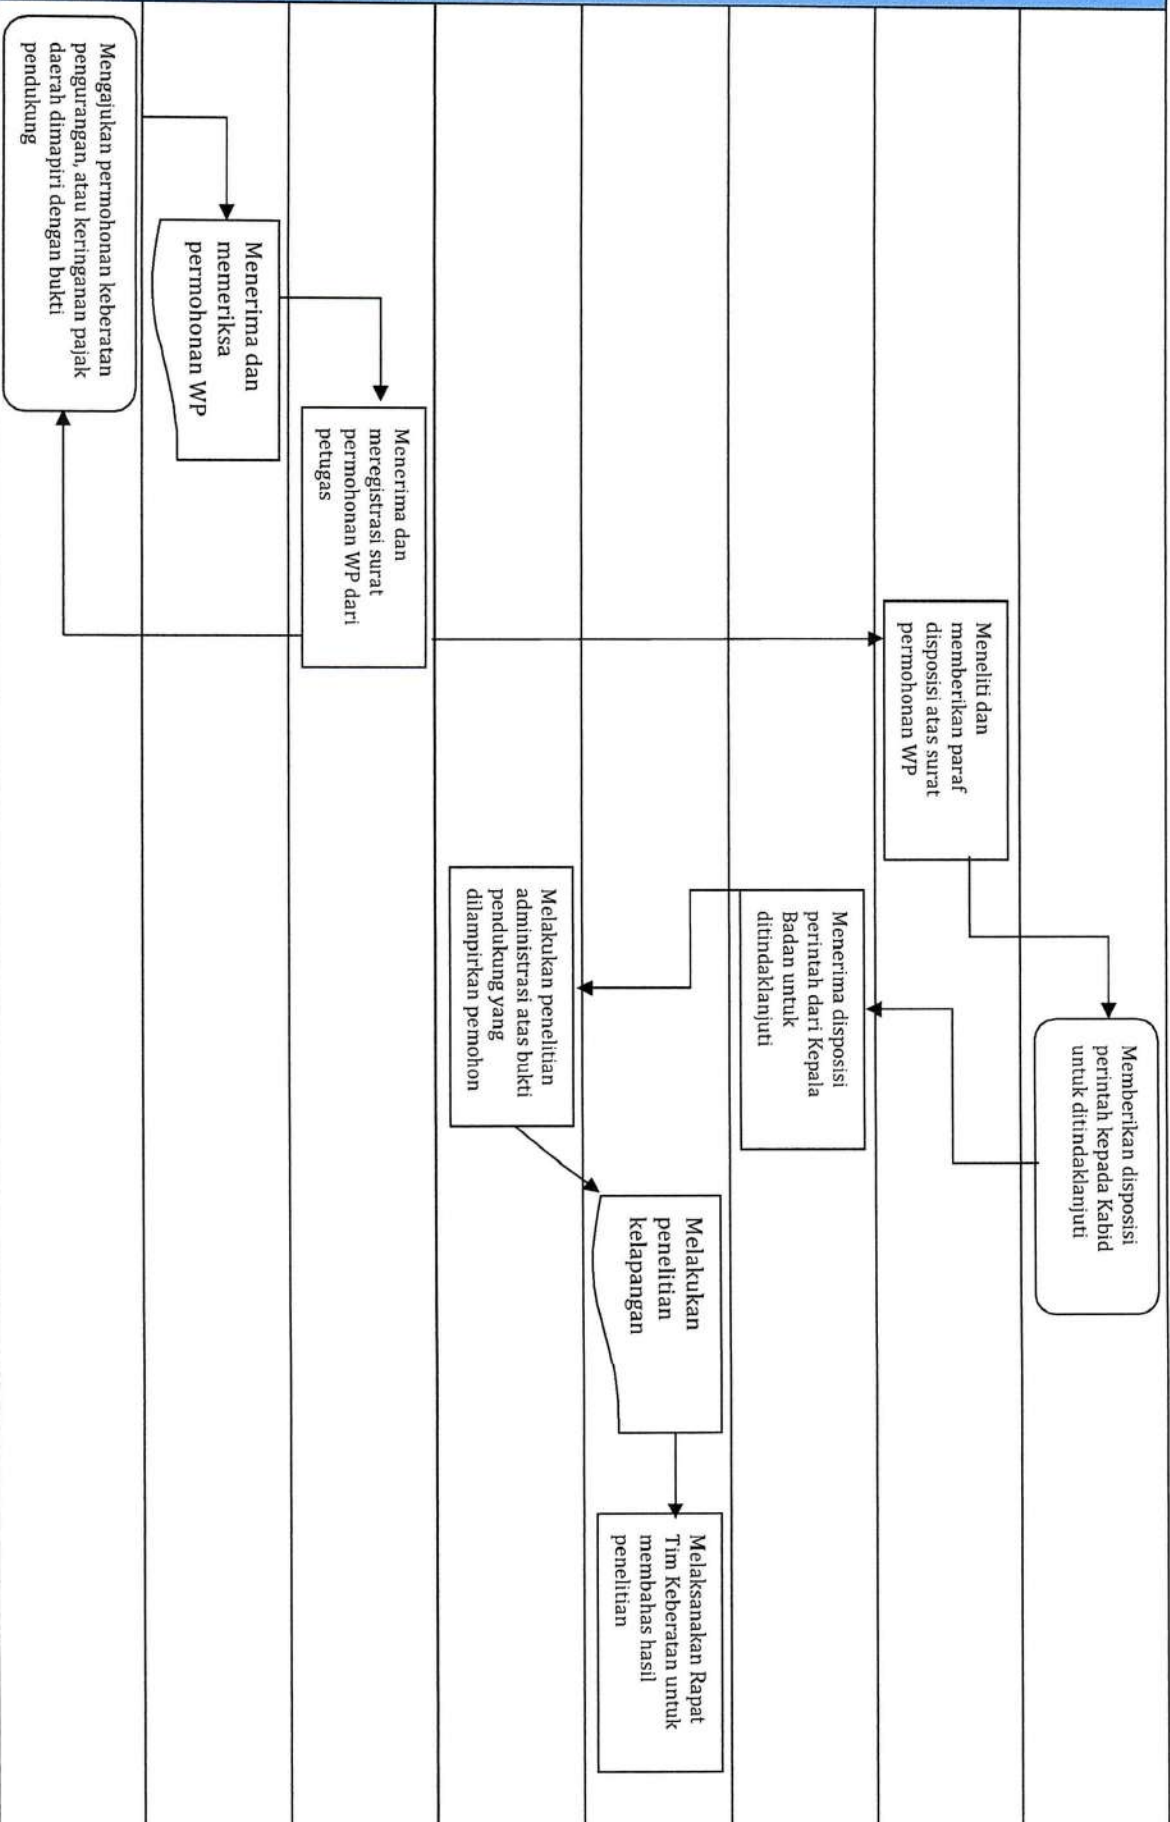 Mengajukan permohonan keberatan
pengurangan, atau keringanan pajak
daerah dimapiri dengan bukti
pendukung
Menerima dan
memeriksa
permohonan WP
Menerima dan
meregistrasi surat
permohonan WP dari
petugas
Meneliti dan
memberikan paraf
disposisi atas surat
permohonan WP
Memberikan disposisi
perintah kepada Kabid
untuk ditindaklanjuti
Menerima disposisi
perintah dari Kepala
Badan untuk
ditindaklanjuti
Melakukan penelitian
administrasi atas bukti
pendukung yang
dilampirkan pemohon
Melakukan
penelitian
kelapangan
Melaksanakan Rapat
Tim Keberatan untuk
membahas hasil
penelitian